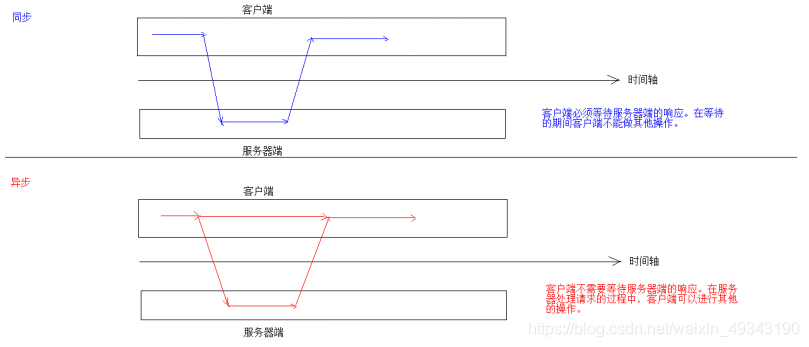 同步
客户端
时间轴
客户端必须等待服务器端的响应。在等待
的期间客户端不能做其他操作。
服务器端
异步
客户端
时间轴
客户端不需要等待服务器端的响应。在服务
器处理请求的过程中，客户端可以进行其他
的操作。
服务器端
https://blog.csdn.net/weixin_49343190